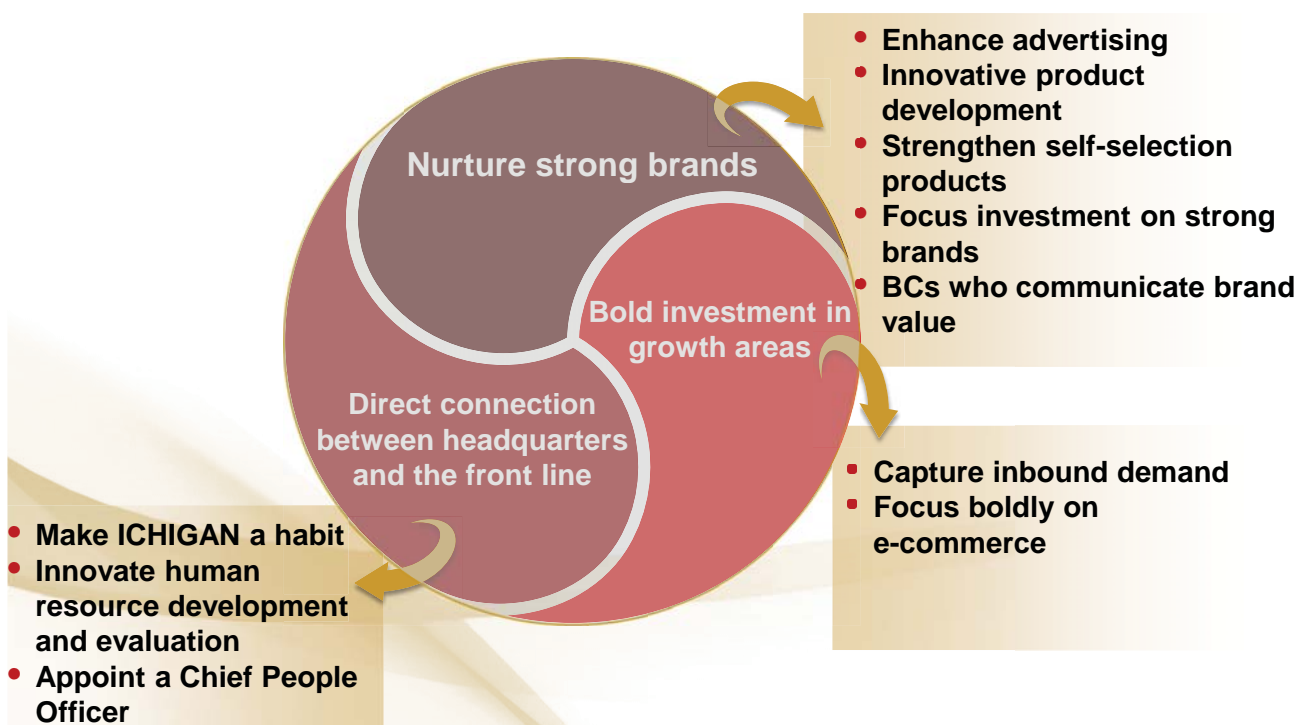 Nurture strong brands
• Enhance advertising
• Innovative product
development
• Strengthen self-selection
products
• Focus investment on strong
brands
• BCs who communicate brand
value
Bold investment in
growth areas
▪ Capture inbound demand
▪ Focus boldly on
e-commerce
Direct connection
between headquarters
and the front line
• Make ICHIGAN a habit
• Innovate human
resource development
and evaluation
• Appoint a Chief People
Officer